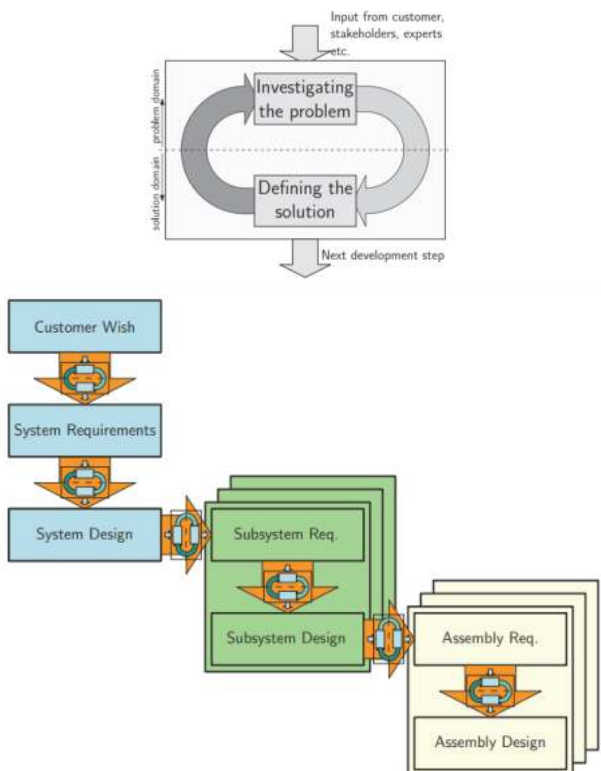 Input from customer,
stakeholders, experts
etc.
Investigating
the problem
problem domain
solution domain
Defining the
solution
Next development step
Customer Wish
System Requirements
System Design
Subsystem Req.
Subsystem Design
Assembly Req.
Assembly Design